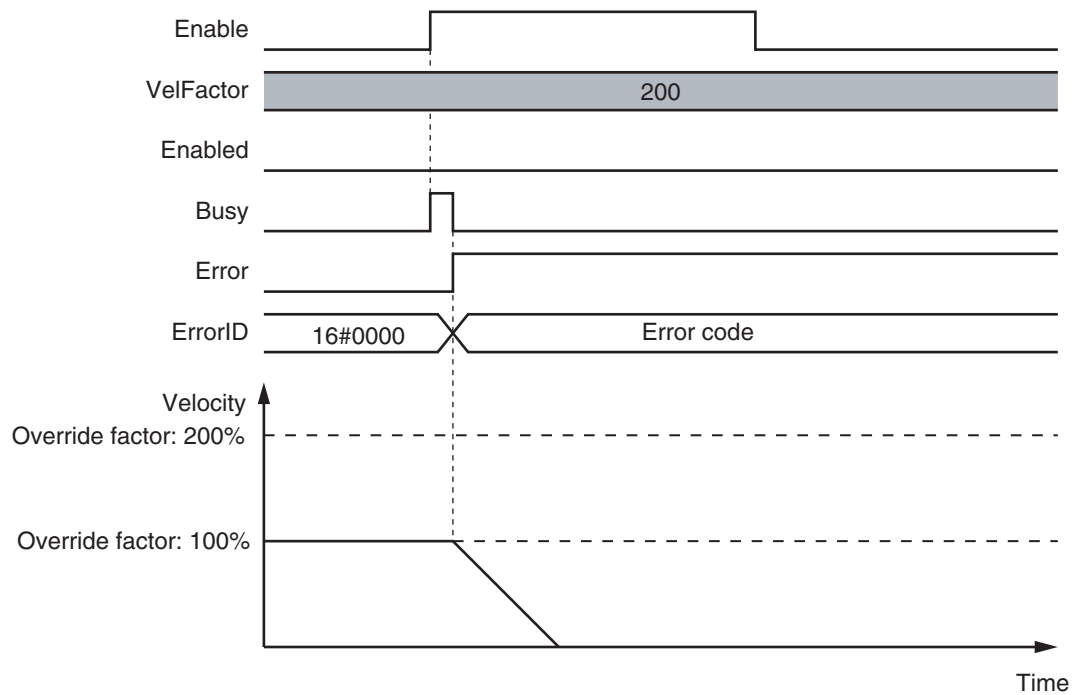 Enable
VelFactor
200
Enabled
Busy
Error
ErrorID
16#0000
Error code
Velocity
Override factor: 200%
Override factor: 100%
Time